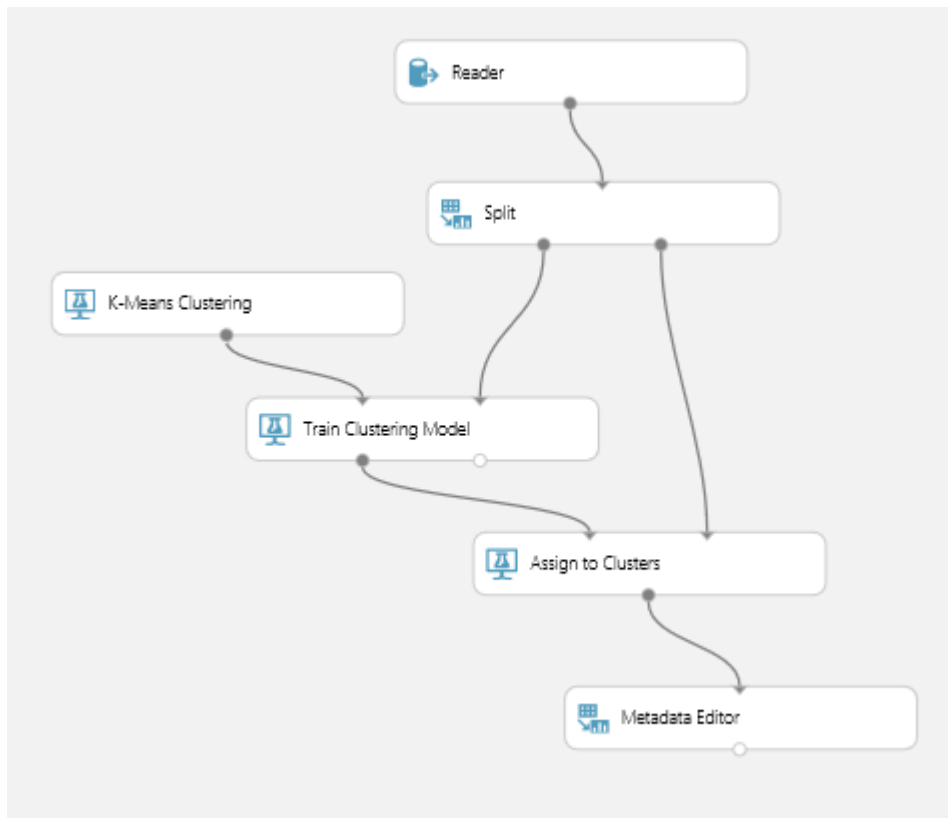 Reader
Split
K-Means Clustering
Train Clustering Model
Assign to Clusters
Metadata Editor